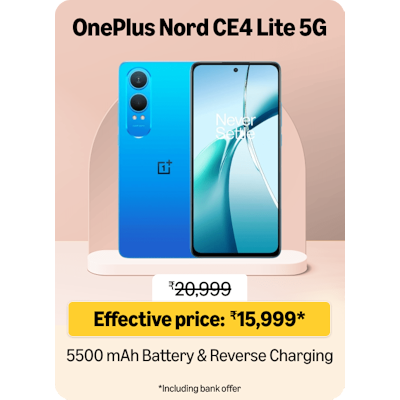 OnePlus Nord CE4 Lite 5G
Never
Settle
1+
₹20,999
Effective price: ₹15,999*
5500 mAh Battery & Reverse Charging
*Including bank offer